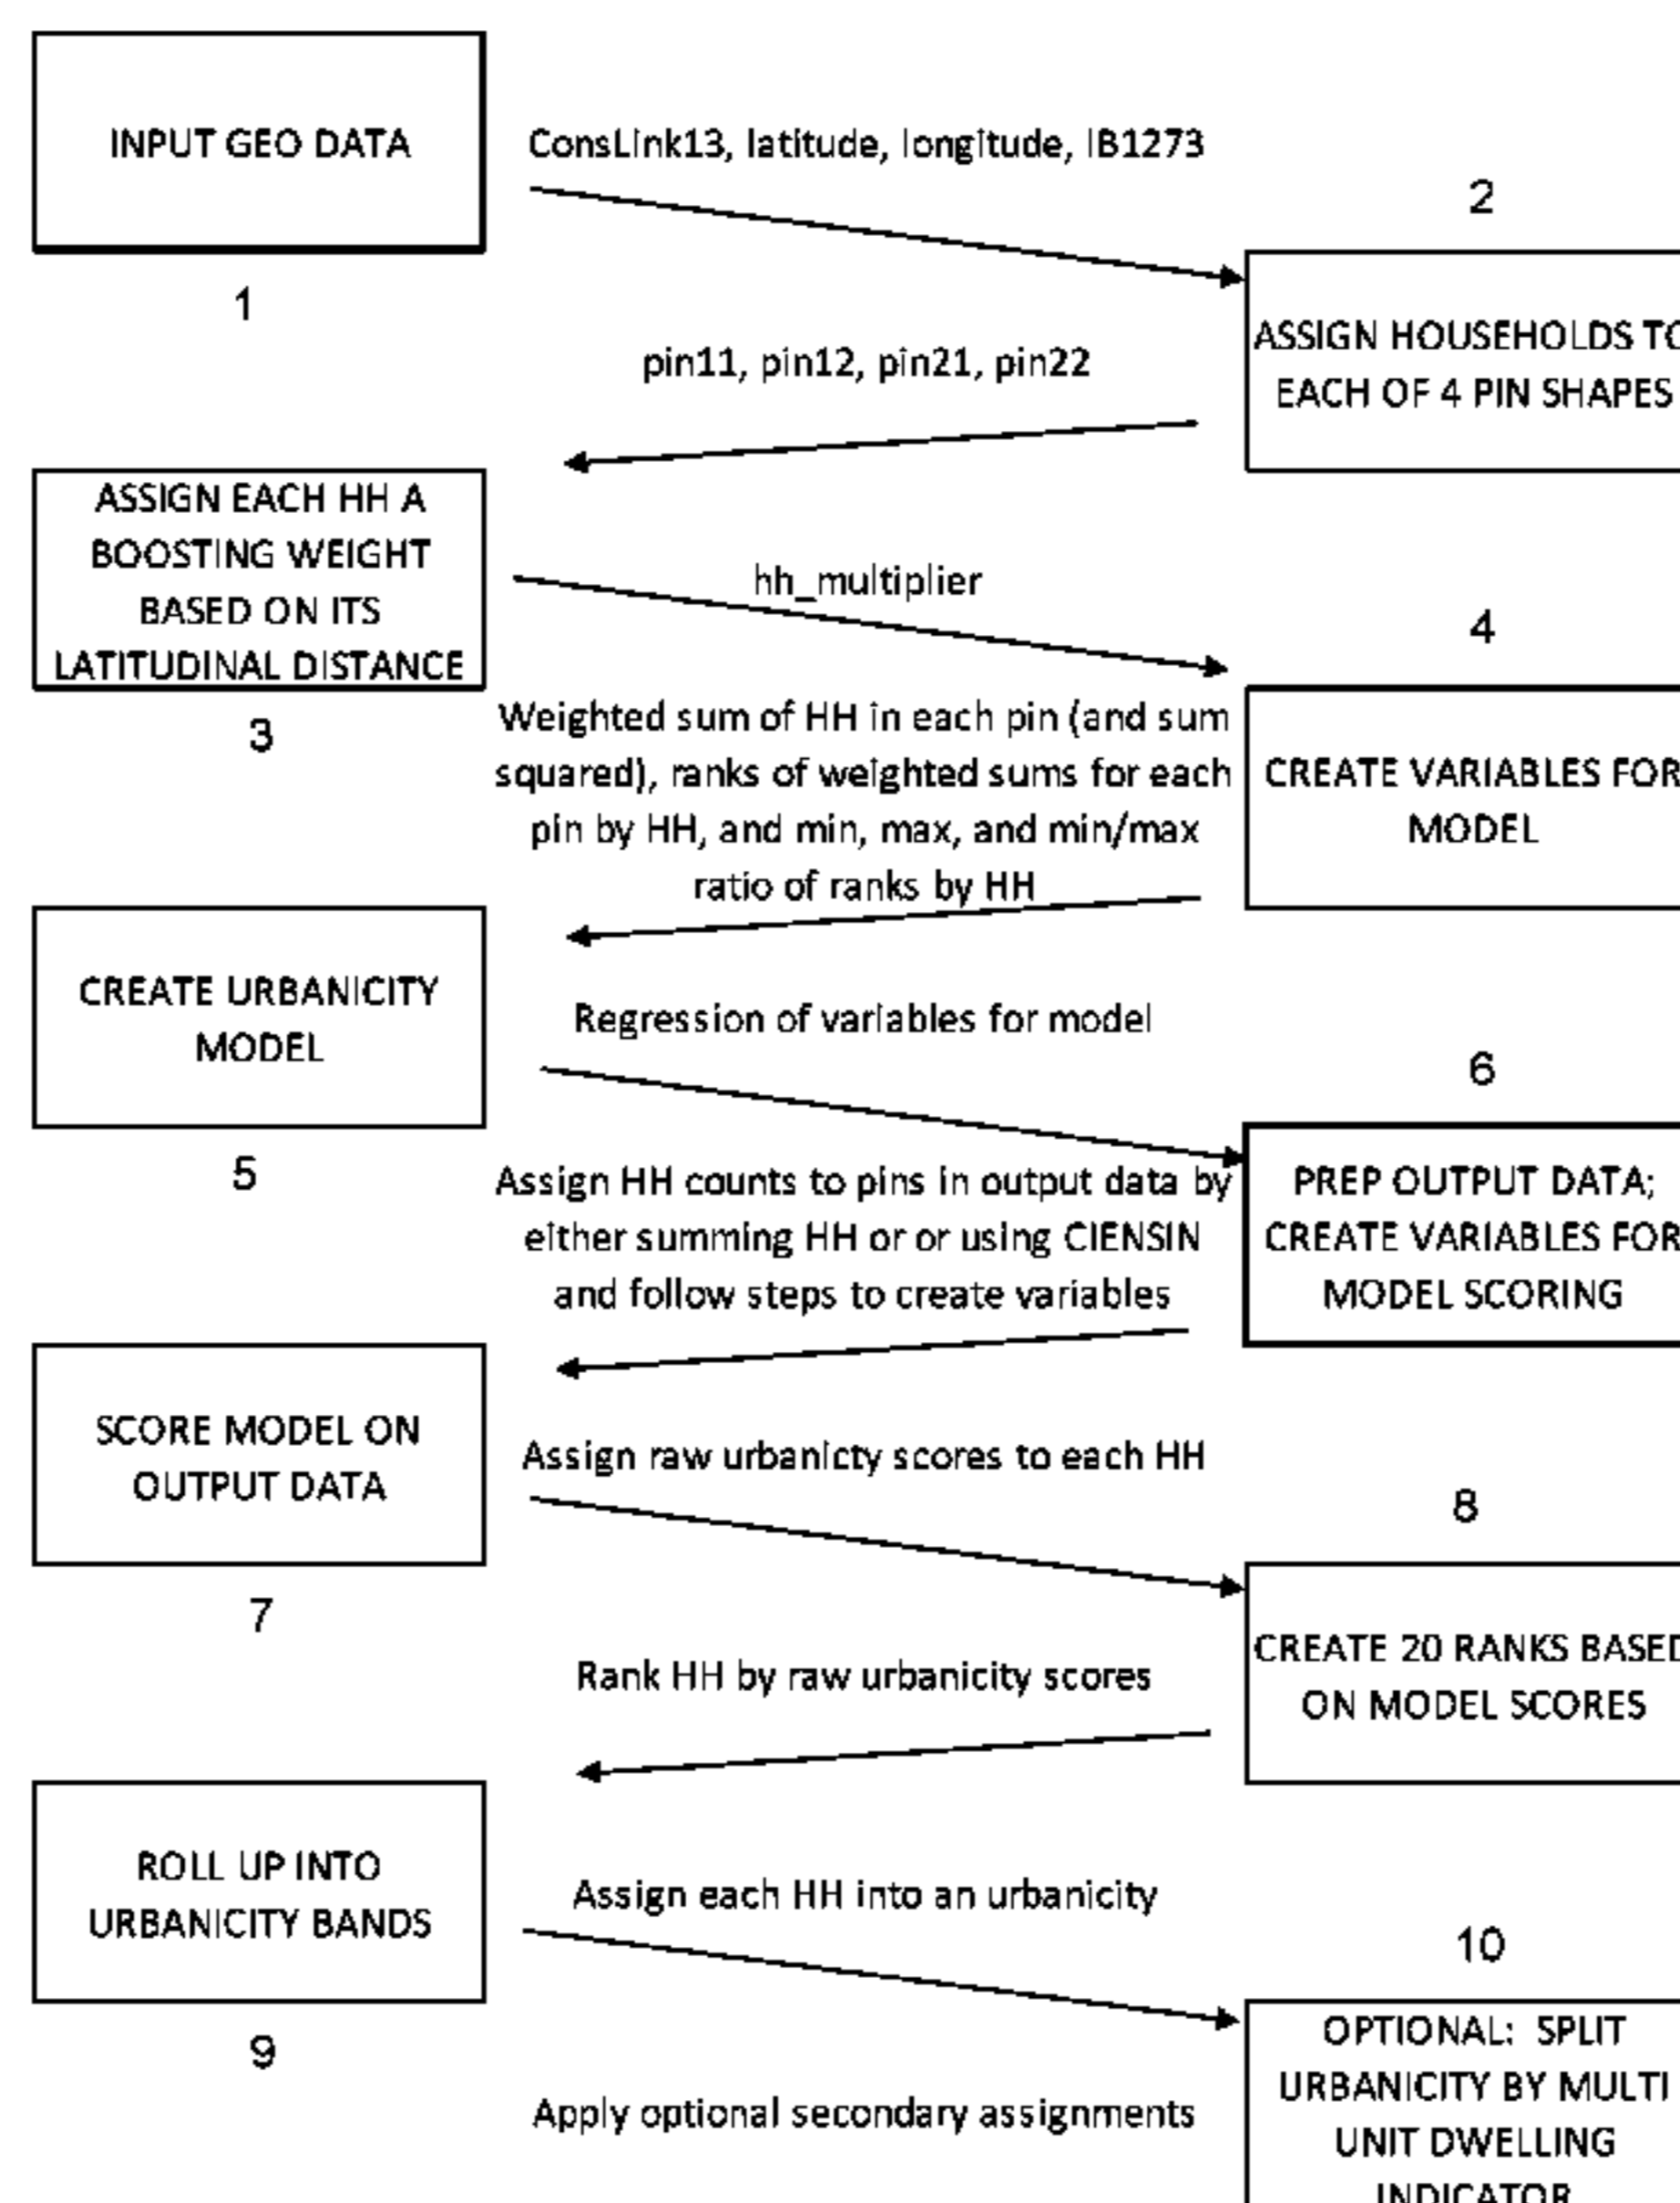 INPUT GEO DATA
1
ConsLink13, latitude, longitude, IB1273
2
ASSIGN HOUSEHOLDS TO
EACH OF 4 PIN SHAPES
pin11, pin12, pin21, pin22
ASSIGN EACH HH A
BOOSTING WEIGHT
BASED ON ITS
LATITUDINAL DISTANCE
3
hh_multiplier
4
CREATE VARIABLES FOR
MODEL
Weighted sum of HH in each pin (and sum
squared), ranks of weighted sums for each
pin by HH, and min, max, and min/max
ratio of ranks by HH
CREATE URBANICITY
MODEL
5
Regression of variables for model
6
PREP OUTPUT DATA;
CREATE VARIABLES FOR
MODEL SCORING
Assign HH counts to pins in output data by
either summing HH or or using CIENSIN
and follow steps to create variables
SCORE MODEL ON
OUTPUT DATA
7
Assign raw urbanicty scores to each HH
8
CREATE 20 RANKS BASED
ON MODEL SCORES
Rank HH by raw urbanicity scores
ROLL UP INTO
URBANICITY BANDS
9
Assign each HH into an urbanicity
10
OPTIONAL: SPLIT
URBANICITY BY MULTI
UNIT DWELLING
INDICATOR
Apply optional secondary assignments